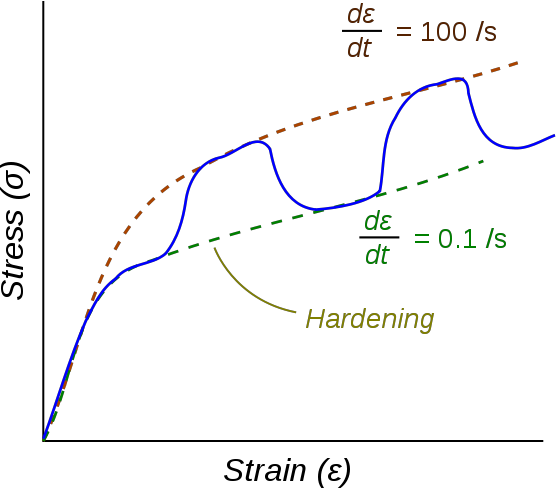 dε
dt = 100 /s
dε
dt = 0.1 /s
Hardening
Stress (σ)
Strain (ε)